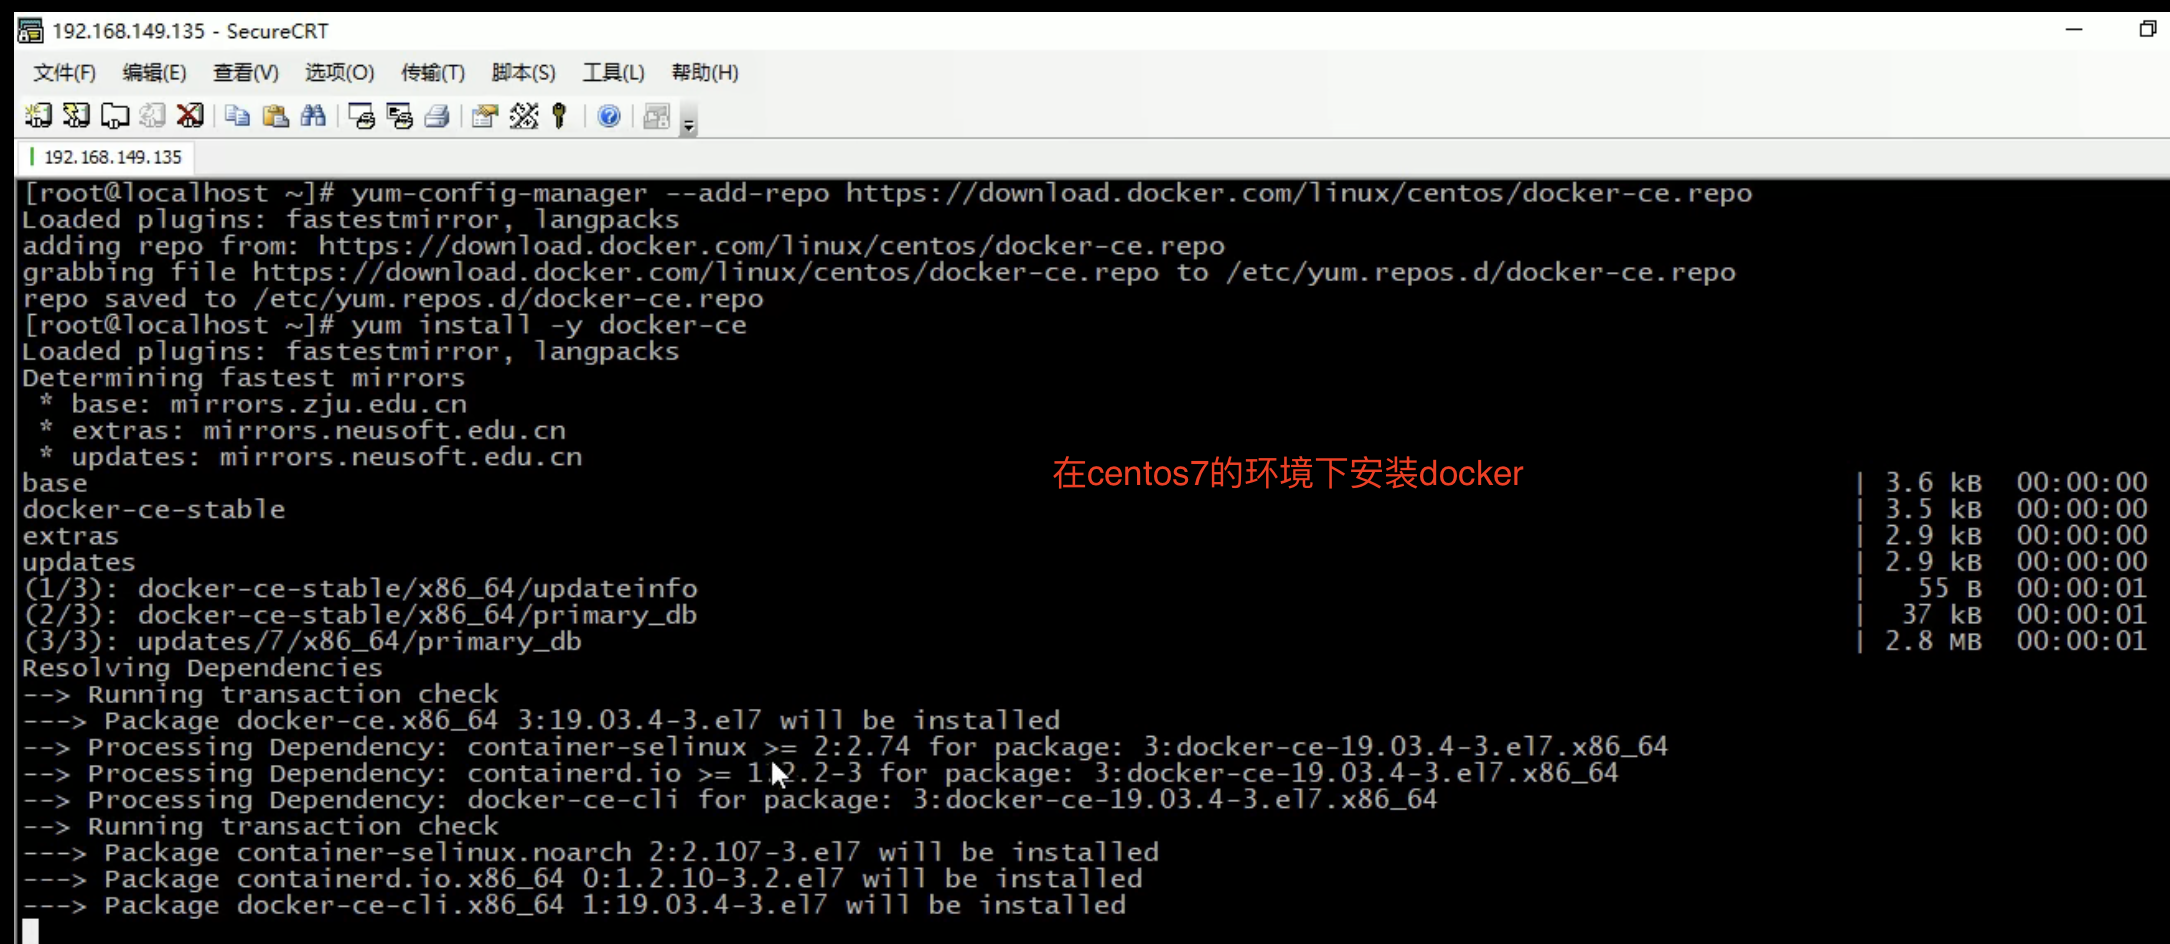 192.168.149.135 - SecureCRT
文件(F) 编辑(E) 查看(V) 选项(O) 传输(T) 脚本(S) 工具(L) 帮助(H)
192.168.149.135
[root@localhost ~]# yum-config-manager --add-repo https://download.docker.com/linux/centos/docker-ce.repo
Loaded plugins: fastestmirror, langpacks
adding repo from: https://download.docker.com/linux/centos/docker-ce.repo
grabbing file https://download.docker.com/linux/centos/docker-ce.repo to /etc/yum.repos.d/docker-ce.repo
repo saved to /etc/yum.repos.d/docker-ce.repo
[root@localhost ~]# yum install -y docker-ce
Loaded plugins: fastestmirror, langpacks
Determining fastest mirrors
 * base: mirrors.zju.edu.cn
 * extras: mirrors.neusoft.edu.cn
 * updates: mirrors.neusoft.edu.cn
在centos7的环境下安装docker
base | 3.6 kB 00:00:00
docker-ce-stable | 3.5 kB 00:00:00
extras | 2.9 kB 00:00:00
updates | 2.9 kB 00:00:00
(1/3): docker-ce-stable/x86_64/updateinfo | 55 B 00:00:01
(2/3): docker-ce-stable/x86_64/primary_db | 37 kB 00:00:01
(3/3): updates/7/x86_64/primary_db | 2.8 MB 00:00:01
Resolving Dependencies
--> Running transaction check
---> Package docker-ce.x86_64 3:19.03.4-3.el7 will be installed
--> Processing Dependency: container-selinux >= 2:2.74 for package: 3:docker-ce-19.03.4-3.el7.x86_64
--> Processing Dependency: containerd.io >= for package: 3:docker-ce-19.03.4-3.el7.x86_64
--> Processing Dependency: docker-ce-cli for package: 3:docker-ce-19.03.4-3.el7.x86_64
--> Running transaction check
---> Package container-selinux.noarch 2:2.107-3.el7 will be installed
---> Package containerd.io.x86_64 0:1.2.10-3.2.el7 will be installed
---> Package docker-ce-cli.x86_64 1:19.03.4-3.el7 will be installed